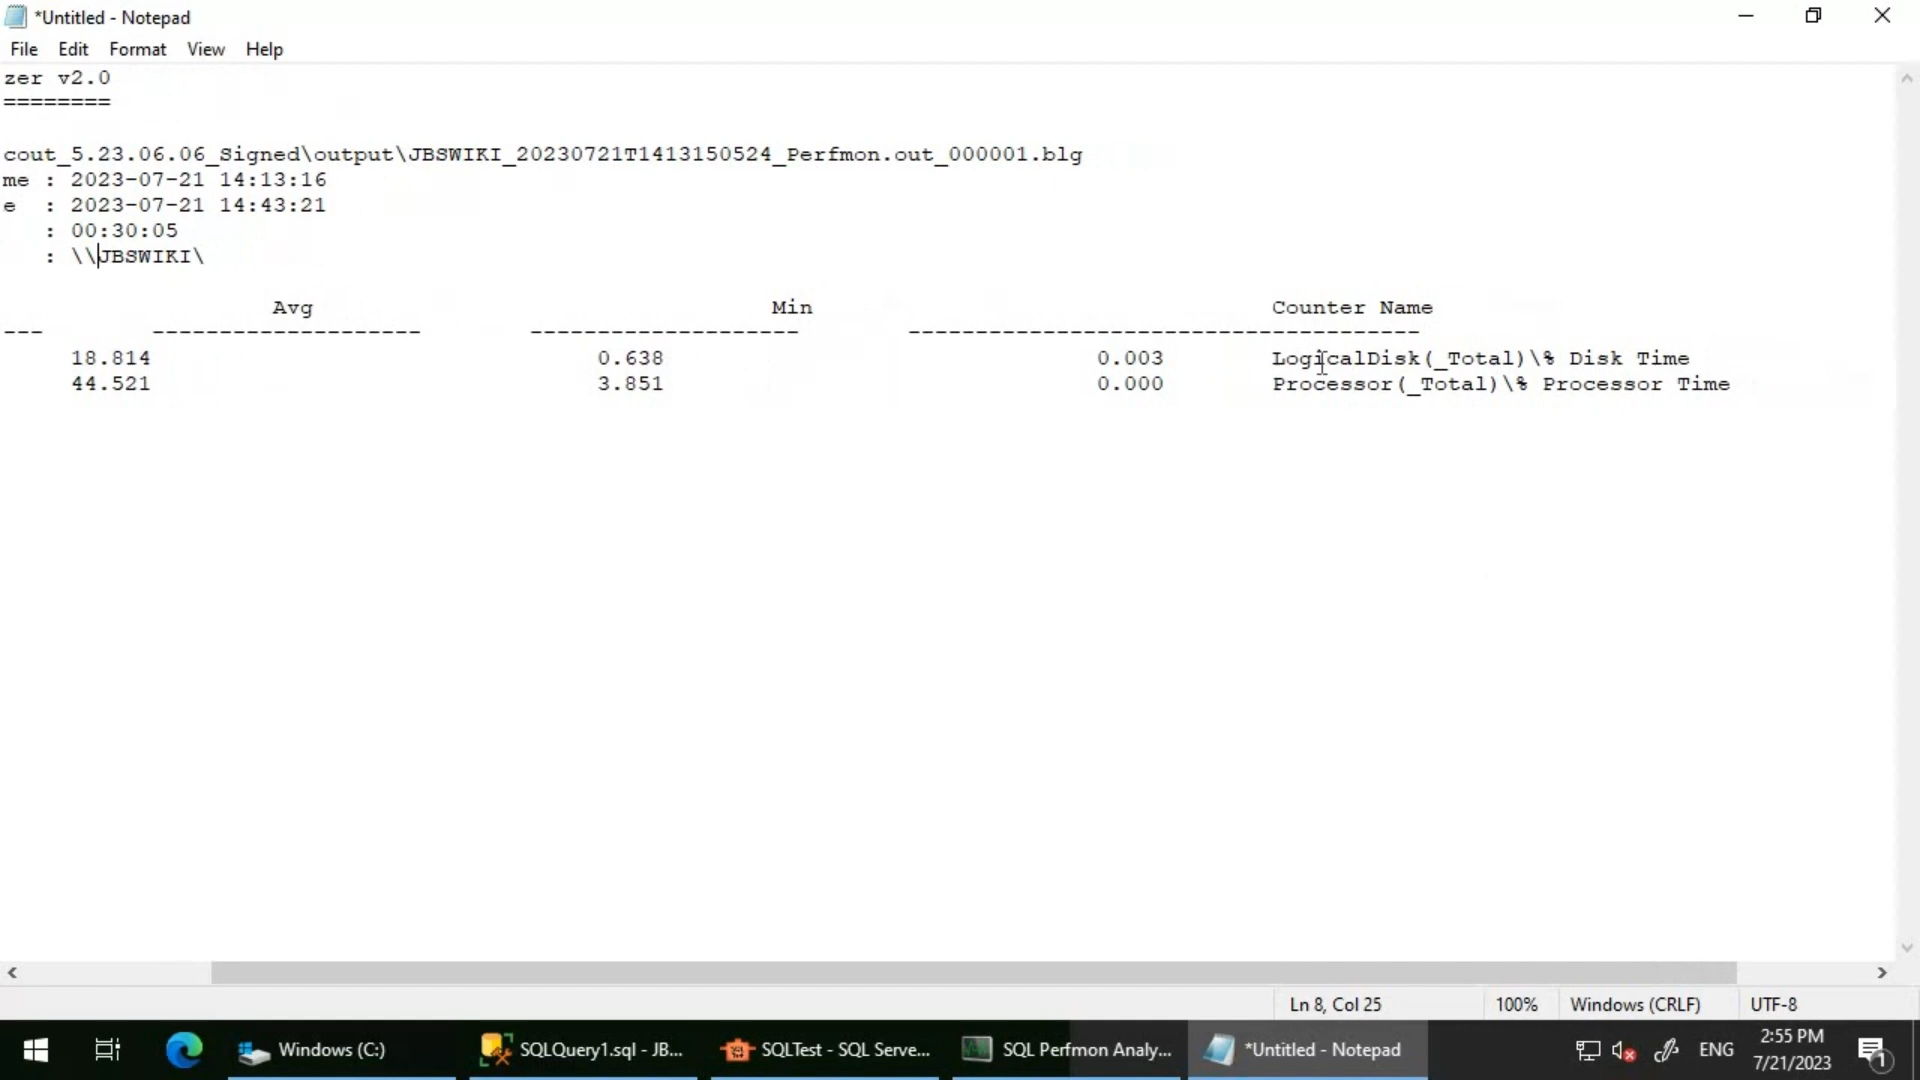 *Untitled - Notepad
File Edit Format View Help
zer v2.0
========
cout_5.23.06.06_Signed\output\JBSWIKI_20230721T1413150524_Perfmon.out_000001.blg
me : 2023-07-21 14:13:16
e : 2023-07-21 14:43:21
: 00:30:05
: \\JBSWIKI\
Avg Min Counter Name
--- -------------------- -------------------- --------------------------------------
18.814 0.638 0.003 LogicalDisk(_Total)\% Disk Time
44.521 3.851 0.000 Processor(_Total)\% Processor Time
Ln 8, Col 25 100% Windows (CRLF) UTF-8
Windows (C:) SQLQuery1.sql - JB... SQLTest - SQL Serve... SQL Perfmon Analy... *Untitled - Notepad ENG 2:55 PM
7/21/2023 1